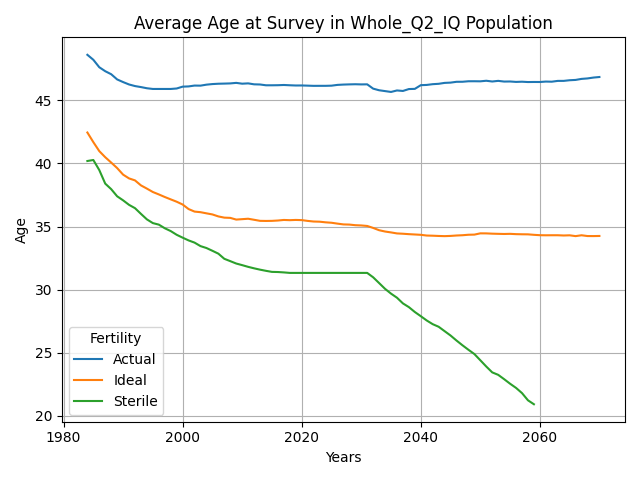 Average Age at Survey in Whole_Q2_IQ Population
45
40
35
30
25
20
Age
Fertility
Actual
Ideal
Sterile
1980 2000 2020 2040 2060
Years